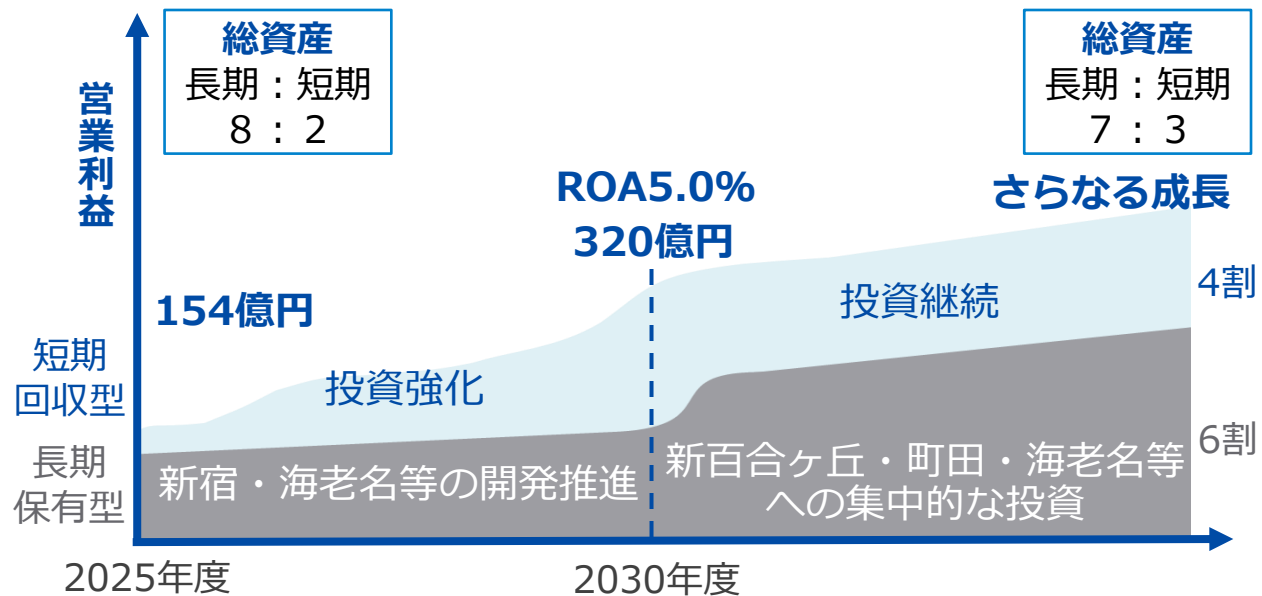 総資産
長期：短期
8 : 2
総資産
長期：短期
7 : 3
営業利益
ROA5.0%
320億円
さらなる成長
154億円
投資継続
4割
短期
回収型
投資強化
長期
保有型
新宿・海老名等の開発推進
新百合ヶ丘・町田・海老名等
への集中的な投資
6割
2025年度
2030年度